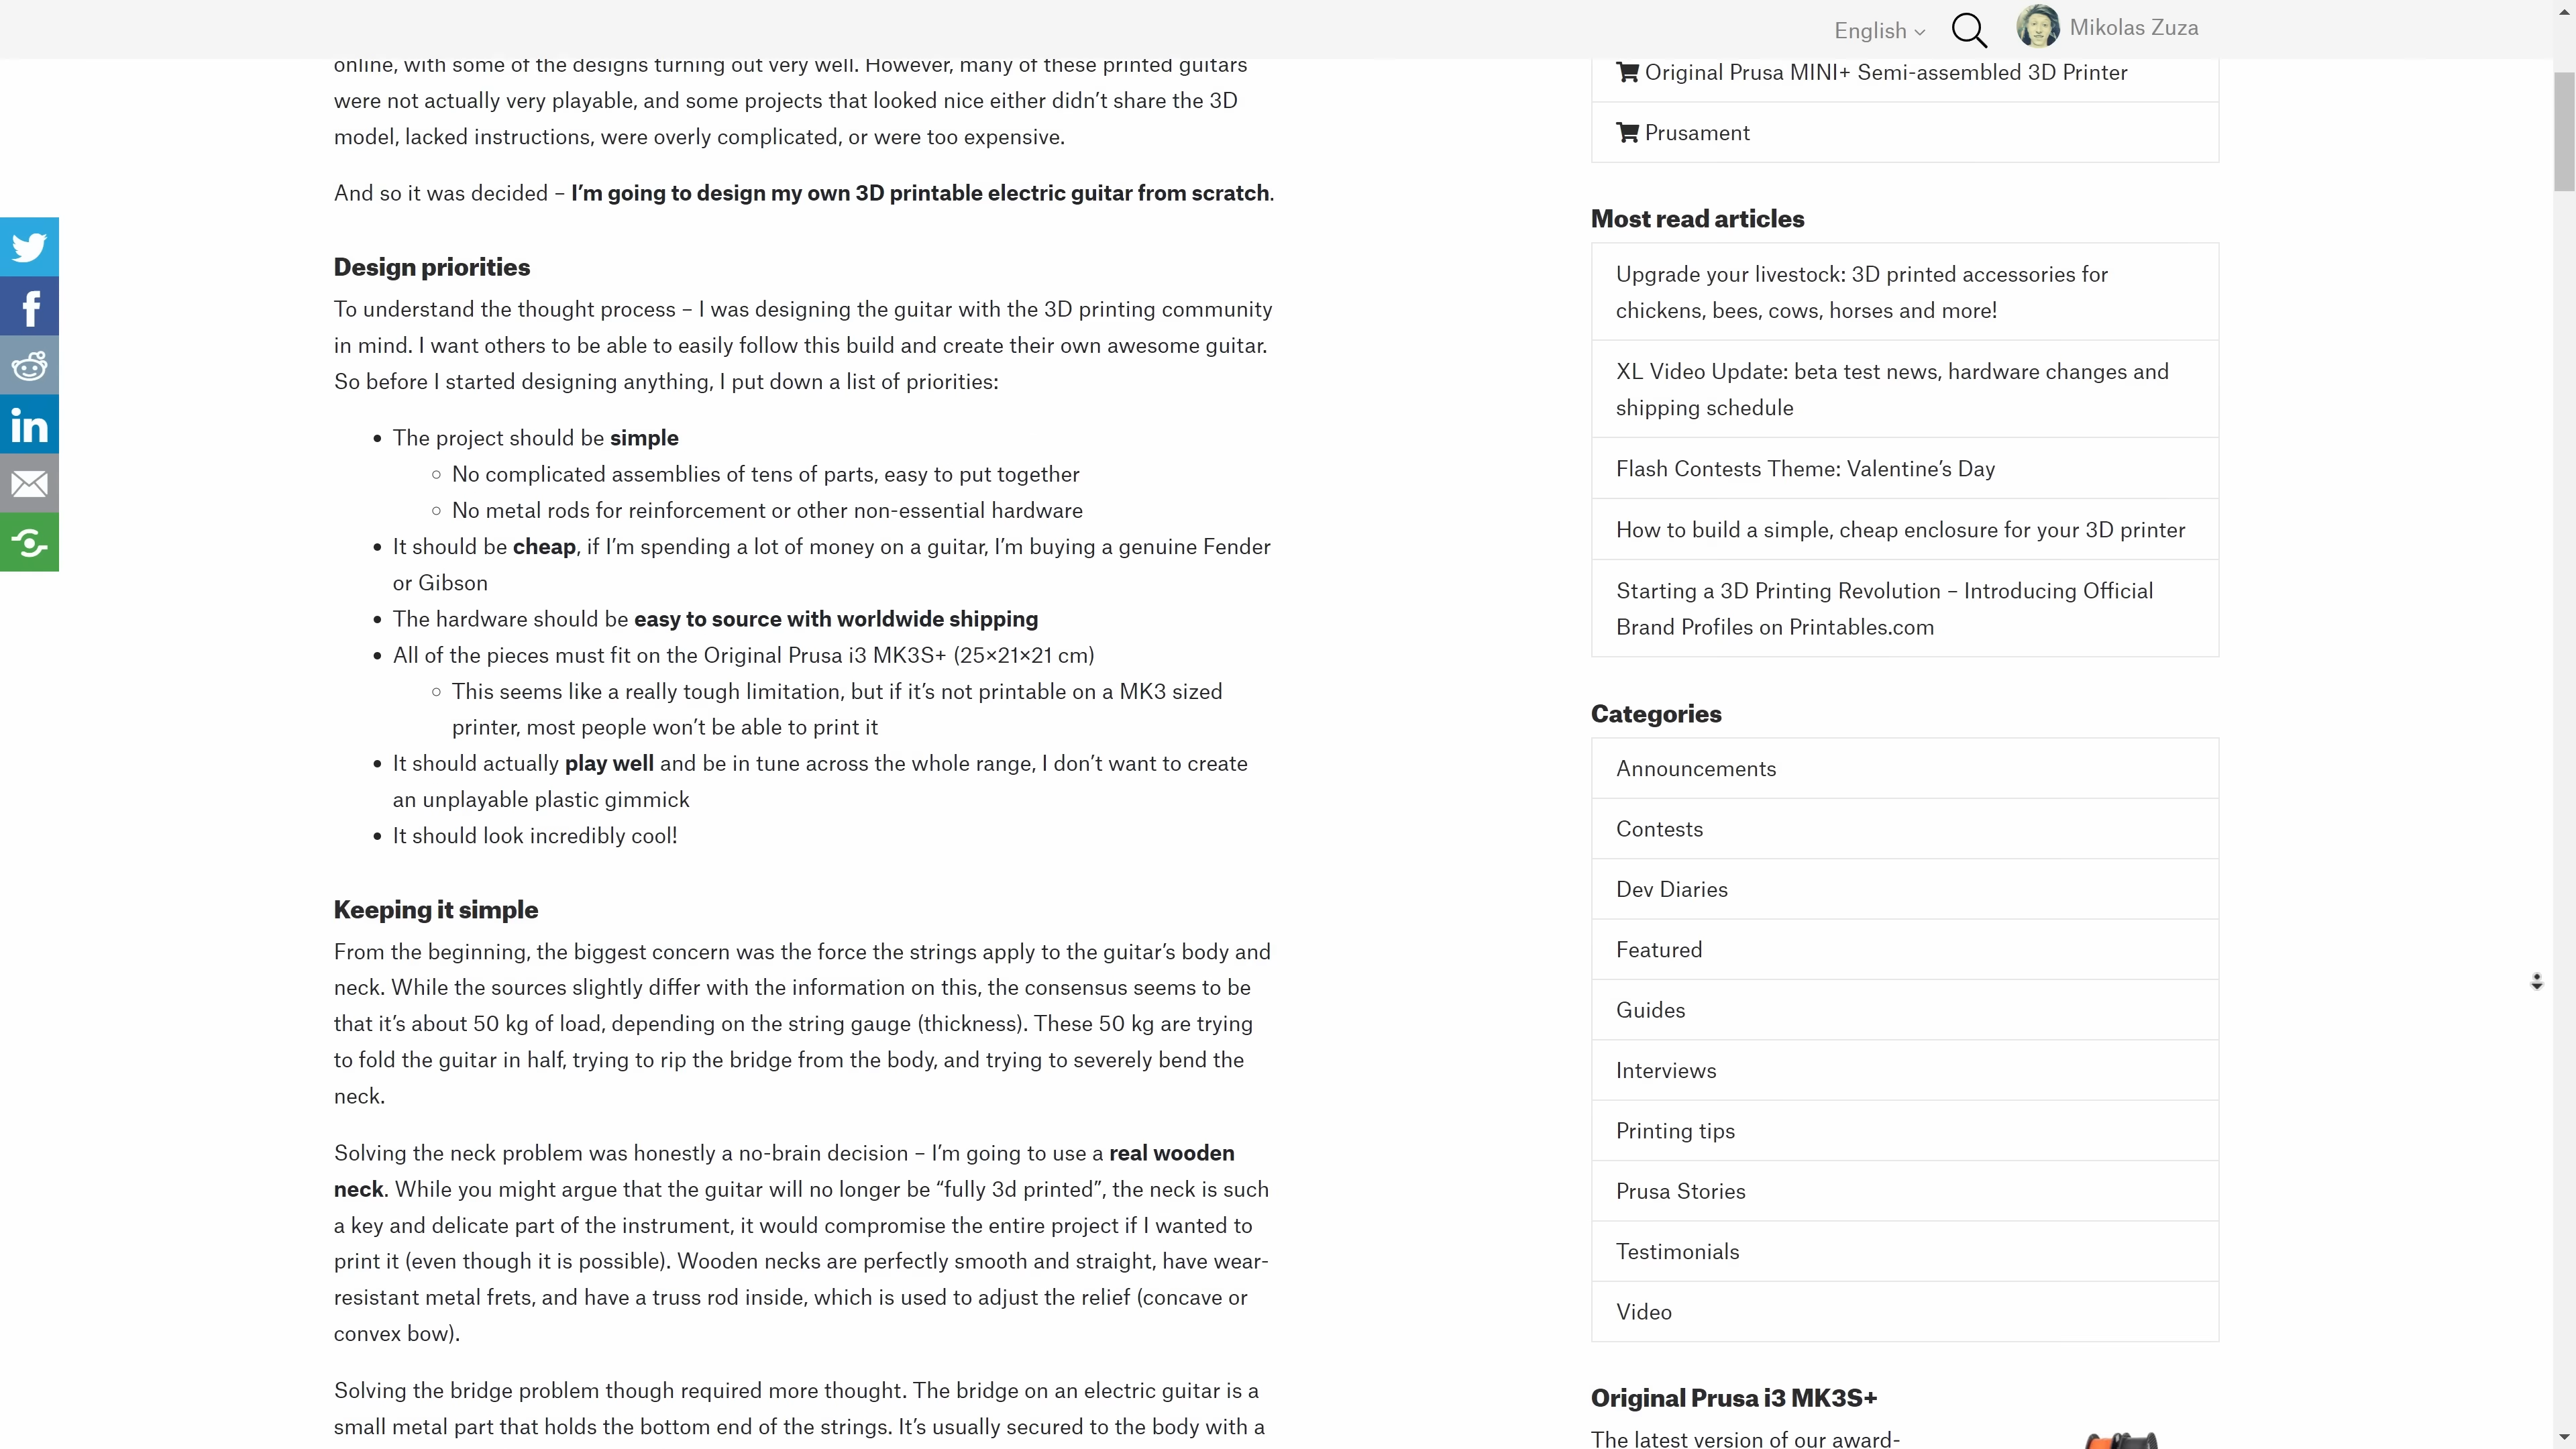 English
Mikolas Zuza
online, with some of the designs turning out very well. However, many of these printed guitars
were not actually very playable, and some projects that looked nice either didn’t share the 3D
model, lacked instructions, were overly complicated, or were too expensive.
And so it was decided – I’m going to design my own 3D printable electric guitar from scratch.
Design priorities
To understand the thought process – I was designing the guitar with the 3D printing community
in mind. I want others to be able to easily follow this build and create their own awesome guitar.
So before I started designing anything, I put down a list of priorities:
The project should be simple
No complicated assemblies of tens of parts, easy to put together
No metal rods for reinforcement or other non-essential hardware
It should be cheap, if I’m spending a lot of money on a guitar, I’m buying a genuine Fender
or Gibson
The hardware should be easy to source with worldwide shipping
All of the pieces must fit on the Original Prusa i3 MK3S+ (25×21×21 cm)
This seems like a really tough limitation, but if it’s not printable on a MK3 sized
printer, most people won’t be able to print it
It should actually play well and be in tune across the whole range, I don’t want to create
an unplayable plastic gimmick
It should look incredibly cool!
Keeping it simple
From the beginning, the biggest concern was the force the strings apply to the guitar’s body and
neck. While the sources slightly differ with the information on this, the consensus seems to be
that it’s about 50 kg of load, depending on the string gauge (thickness). These 50 kg are trying
to fold the guitar in half, trying to rip the bridge from the body, and trying to severely bend the
neck.
Solving the neck problem was honestly a no-brain decision – I’m going to use a real wooden
neck. While you might argue that the guitar will no longer be “fully 3d printed”, the neck is such
a key and delicate part of the instrument, it would compromise the entire project if I wanted to
print it (even though it is possible). Wooden necks are perfectly smooth and straight, have wear-
resistant metal frets, and have a truss rod inside, which is used to adjust the relief (concave or
convex bow).
Solving the bridge problem though required more thought. The bridge on an electric guitar is a
small metal part that holds the bottom end of the strings. It’s usually secured to the body with a
Original Prusa MINI+ Semi-assembled 3D Printer
Prusament
Most read articles
Upgrade your livestock: 3D printed accessories for
chickens, bees, cows, horses and more!
XL Video Update: beta test news, hardware changes and
shipping schedule
Flash Contests Theme: Valentine’s Day
How to build a simple, cheap enclosure for your 3D printer
Starting a 3D Printing Revolution – Introducing Official
Brand Profiles on Printables.com
Categories
Announcements
Contests
Dev Diaries
Featured
Guides
Interviews
Printing tips
Prusa Stories
Testimonials
Video
Original Prusa i3 MK3S+
The latest version of our award-